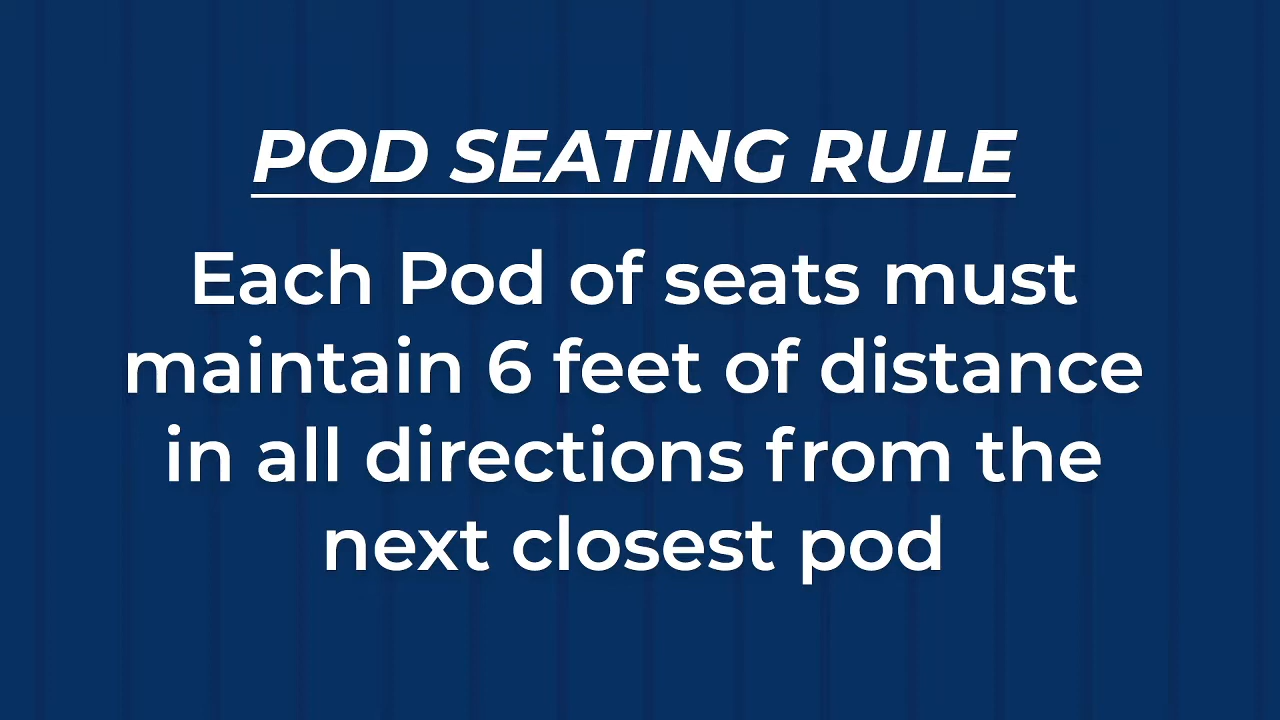 POD SEATING RULE
Each Pod of seats must
maintain 6 feet of distance
in all directions from the
next closest pod